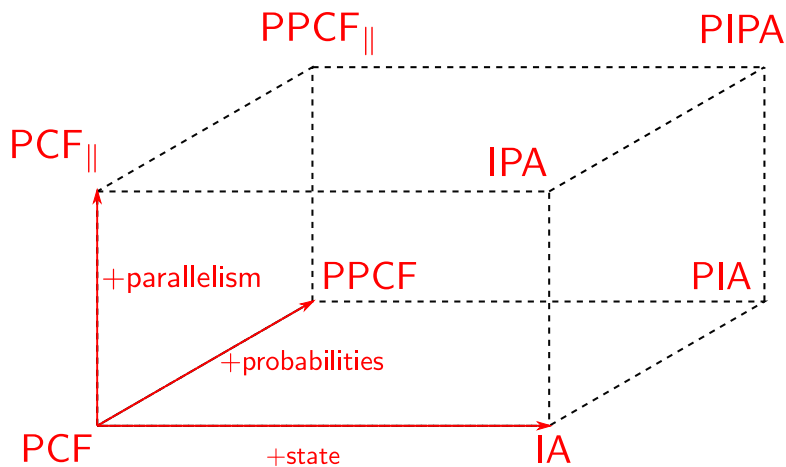 PPCF||
PIPA
PCF||
IPA
+parallelism
PPCF
PIA
+probabilities
PCF
+state
IA